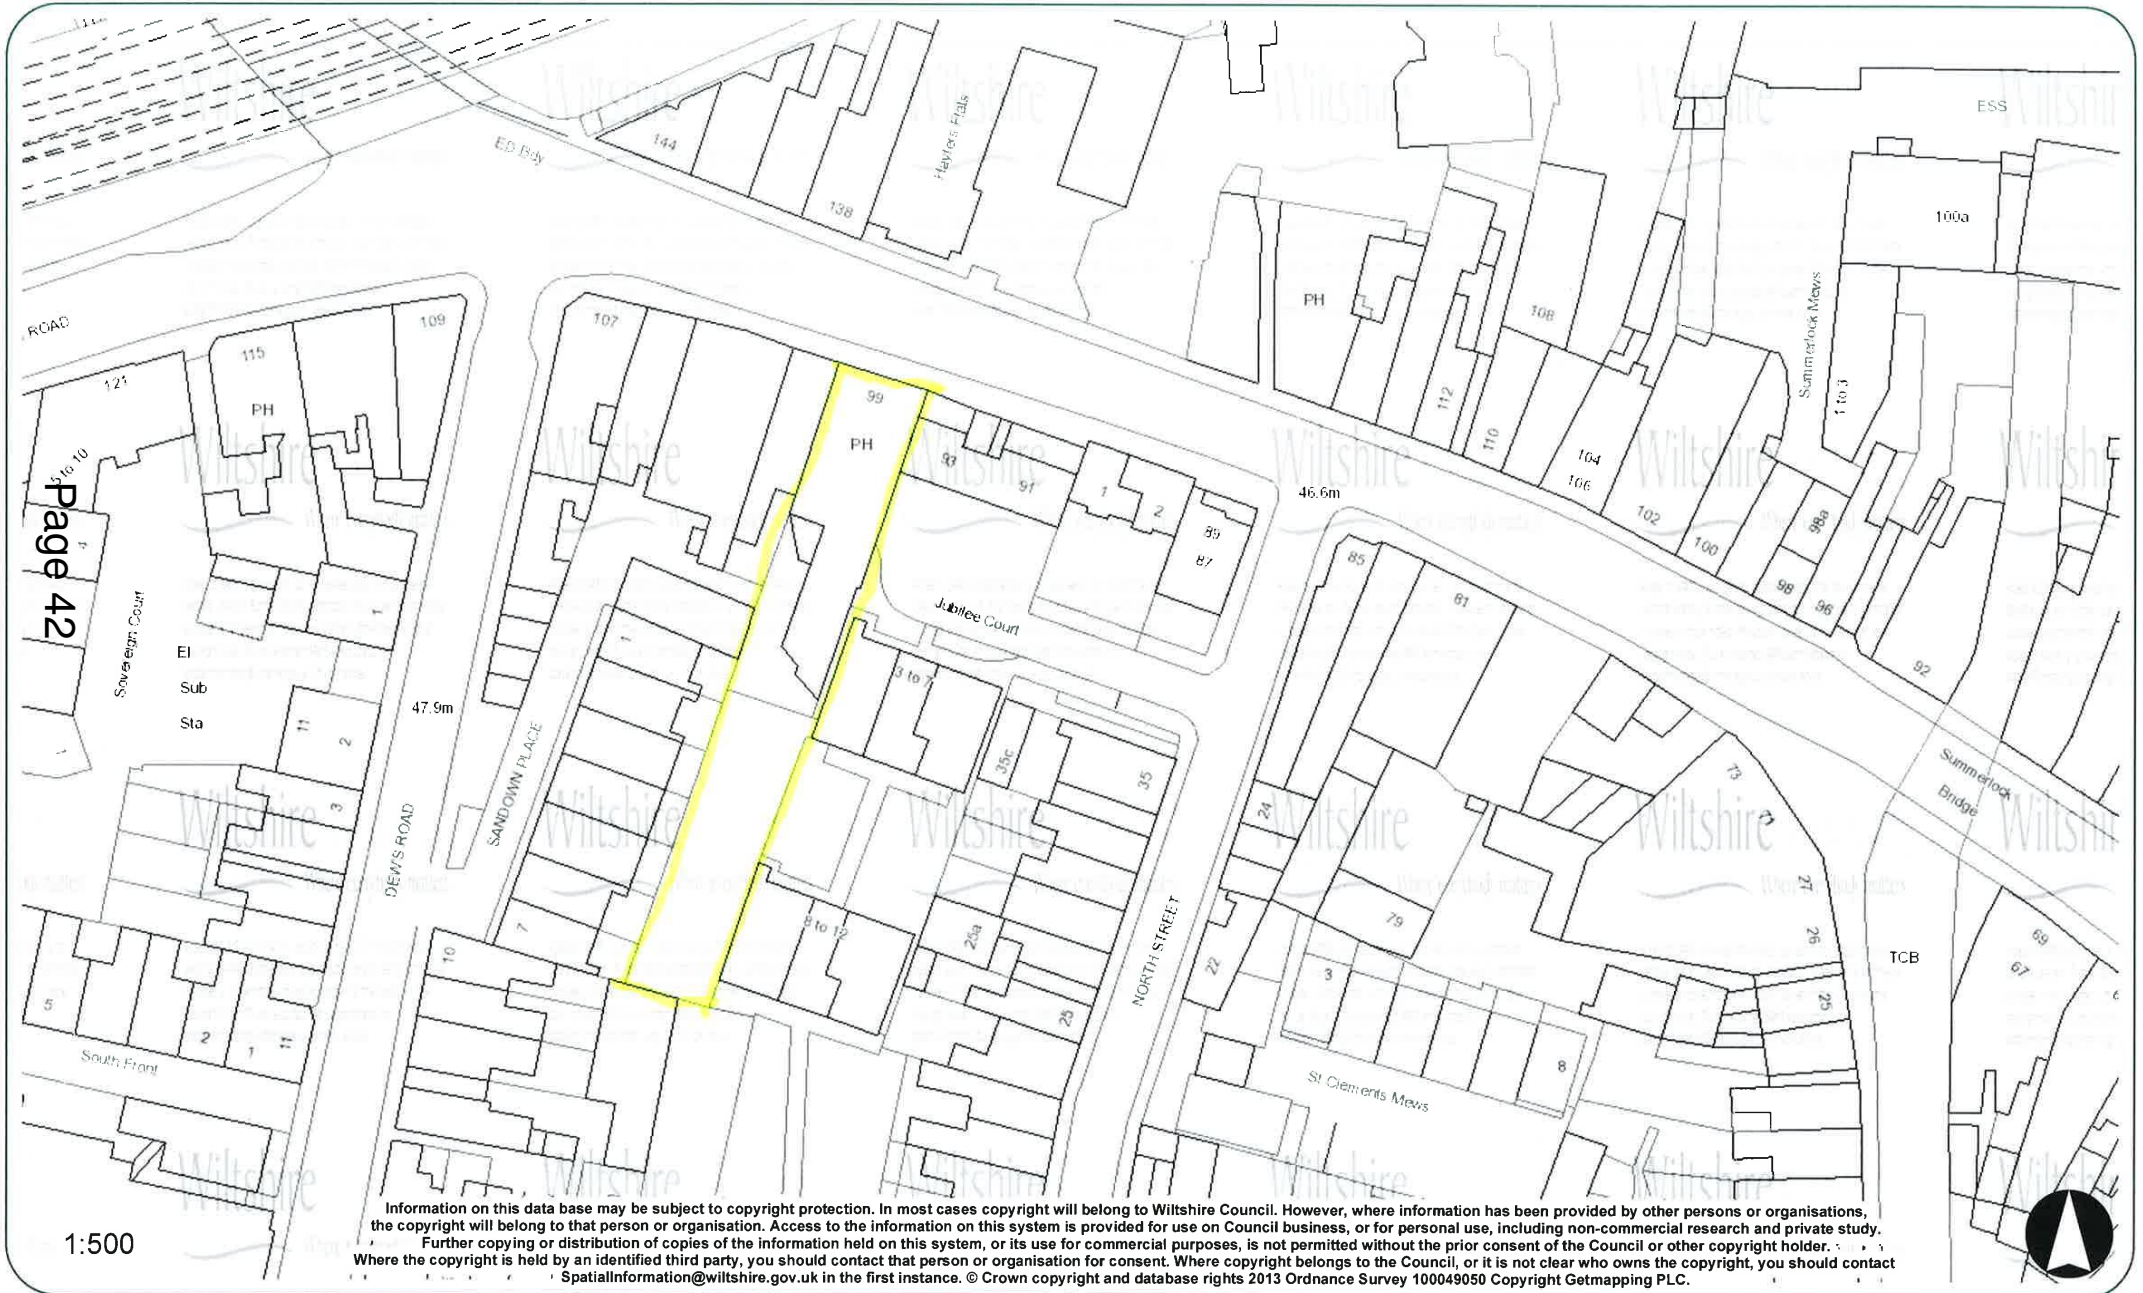 144
ED Bdy
138
Hayters Flats
ESS
100a
ROAD
115
109
107
121
PH
PH
108
Summerlock Mews
1 to 3
99
PH
93
91
1
2
89
87
46.6m
112
110
104
106
102
100
98a
98
96
92
5 to 10
Page 42
4
Sovereign Court
1
El
Sub
Sta
1
11
2
3
47.9m
DEWS ROAD
SANDOWN PLACE
Jubilee Court
3 to 7
35c
35
85
81
24
73
71
27
26
25
Summerlock
Bridge
7
10
8 to 12
25a
25
NORTH STREET
22
79
3
8
TCB
69
67
5
2
1
11
South Front
St Clements Mews
Wiltshire
1:500
Information on this data base may be subject to copyright protection. In most cases copyright will belong to Wiltshire Council. However, where information has been provided by other persons or organisations,
the copyright will belong to that person or organisation. Access to the information on this system is provided for use on Council business, or for personal use, including non-commercial research and private study.
Further copying or distribution of copies of the information held on this system, or its use for commercial purposes, is not permitted without the prior consent of the Council or other copyright holder.
Where the copyright is held by an identified third party, you should contact that person or organisation for consent. Where copyright belongs to the Council, or it is not clear who owns the copyright, you should contact
SpatialInformation@wiltshire.gov.uk in the first instance. © Crown copyright and database rights 2013 Ordnance Survey 100049050 Copyright Getmapping PLC.